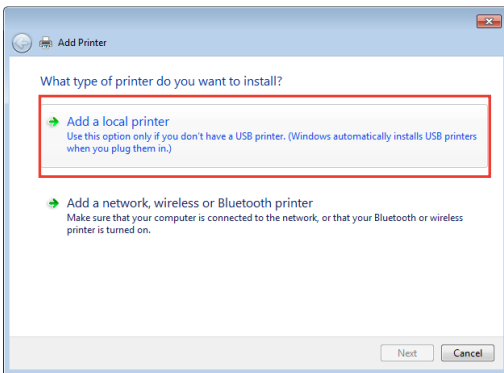 Add Printer
What type of printer do you want to install?
Add a local printer
Use this option only if you don't have a USB printer. (Windows automatically installs USB printers
when you plug them in.)
Add a network, wireless or Bluetooth printer
Make sure that your computer is connected to the network, or that your Bluetooth or wireless
printer is turned on.
Next
Cancel